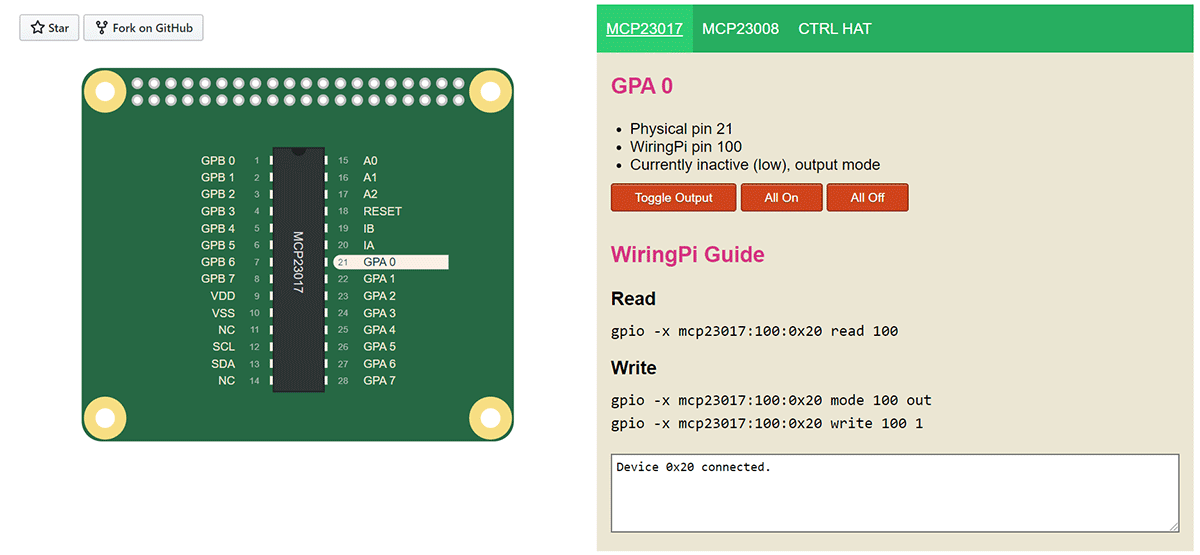 Star
Fork on GitHub
GPB 0 1 15 A0
GPB 1 2 16 A1
GPB 2 3 17 A2
GPB 3 4 18 RESET
GPB 4 5 19 IB
GPB 5 6 20 IA
GPB 6 7 21 GPA 0
GPB 7 8 22 GPA 1
VDD 9 23 GPA 2
VSS 10 24 GPA 3
NC 11 25 GPA 4
SCL 12 26 GPA 5
SDA 13 27 GPA 6
NC 14 28 GPA 7
MCP23017
MCP23017 MCP23008 CTRL HAT
GPA 0
• Physical pin 21
• WiringPi pin 100
• Currently inactive (low), output mode
Toggle Output All On All Off
WiringPi Guide
Read
gpio -x mcp23017:100:0x20 read 100
Write
gpio -x mcp23017:100:0x20 mode 100 out
gpio -x mcp23017:100:0x20 write 100 1
Device 0x20 connected.